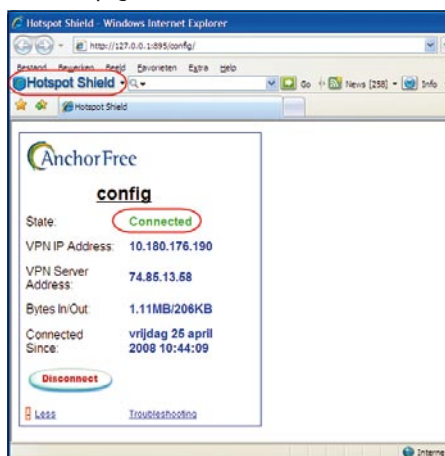 Hotspot Shield - Windows Internet Explorer
http://127.0.0.1:895/config/
Bestand Bewerken Beeld Favorieten Extra Help
Hotspot Shield Go News [258] Info
Hotspot Shield
AnchorFree
config
State: Connected
VPN IP Address: 10.180.176.190
VPN Server Address: 74.85.13.58
Bytes In/Out: 1.11MB/206KB
Connected Since: vrijdag 25 april 2008 10:44:09
Disconnect
Less Troubleshooting